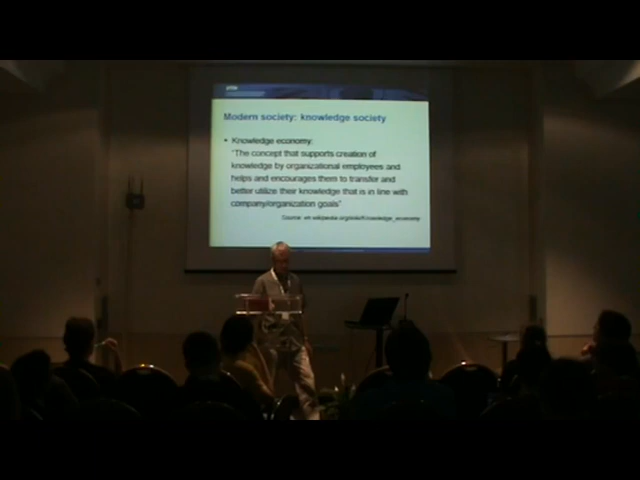 Modern society: knowledge society
• Knowledge economy:
"The concept that supports creation of
knowledge by organizational employees and
helps and encourages them to transfer and
better utilize their knowledge that is in line with
company/organization goals"
Source: en.wikipedia.org/wiki/Knowledge_economy